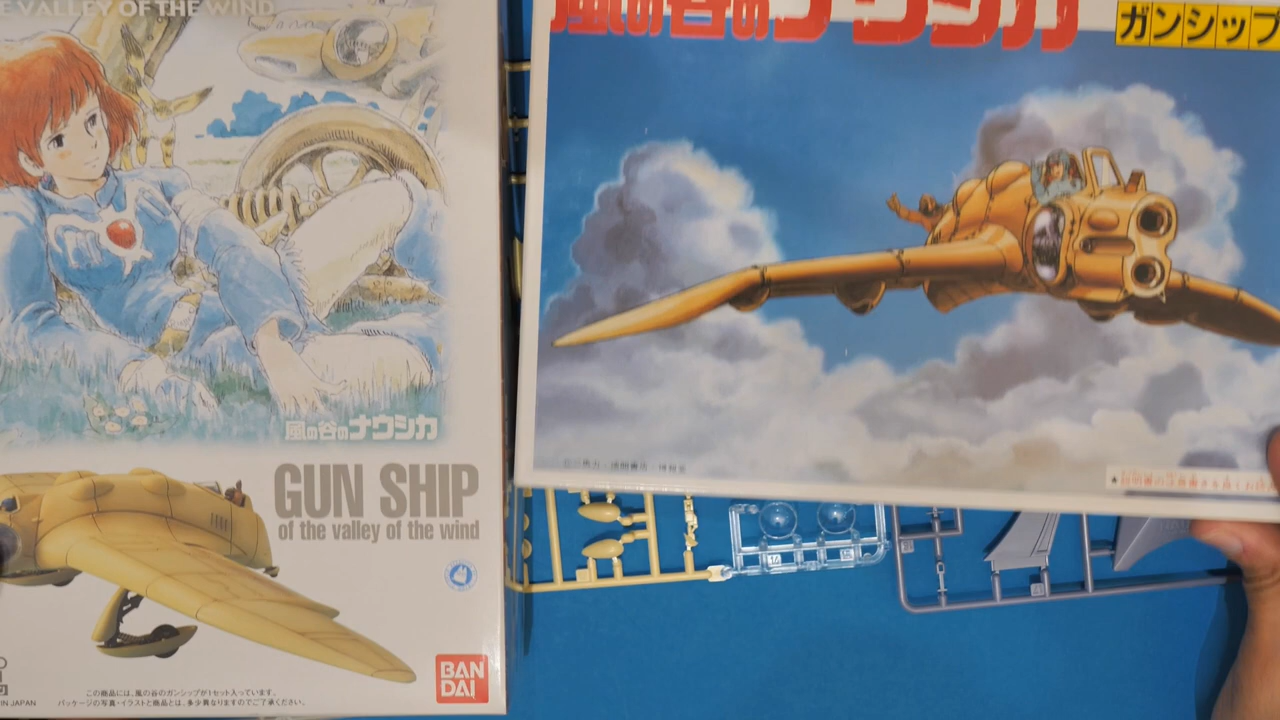 E VALLEY OF THE WIND
風の谷のナウシカ
GUN SHIP
of the valley of the wind
BAN
DAI
この商品には、風の谷のガンシップが1セット入っています。
パッケージの写真・イラストと商品とは、多少異なりますのでご了承ください。
IN JAPAN
風の谷のナウシカ
ガンシップ